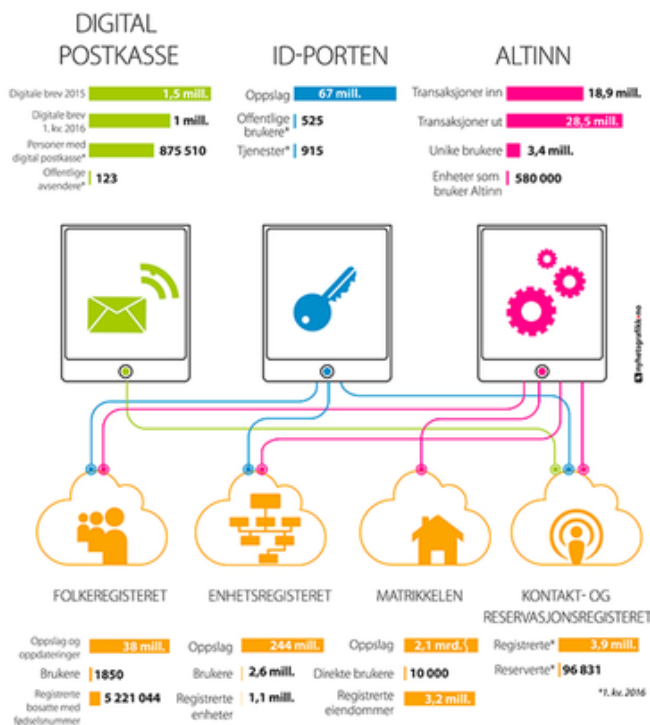 DIGITAL
POSTKASSE
Digitale brev 2015 1,5 mill.
Digitale brev
1. kv. 2016 1 mill.
Personer med
digital postkasse* 875 510
Offentlige
avsendere* 123
ID-PORTEN
Oppslag 67 mill.
Offentlige
brukere* 525
Tjenester* 915
ALTINN
Transaksjoner inn 18,9 mill.
Transaksjoner ut 28,5 mill.
Unike brukere 3,4 mill.
Enheter som
bruker Altinn 580 000
nyhetsgrafikk.no
FOLKEREGISTERET
Oppslag og
oppdateringer 38 mill.
Brukere 1850
Registrerte
bosatte med
fødselsnummer 5 221 044
ENHETSREGISTERET
Oppslag 244 mill.
Brukere 2,6 mill.
Registrerte
enheter 1,1 mill.
MATRIKKELEN
Oppslag 2,1 mrd.
Direkte brukere 10 000
Registrerte
eiendommer 3,2 mill.
KONTAKT- OG
RESERVASJONSREGISTERET
Registrerte* 3,9 mill.
Reserverte* 96 831
*1. kv. 2016